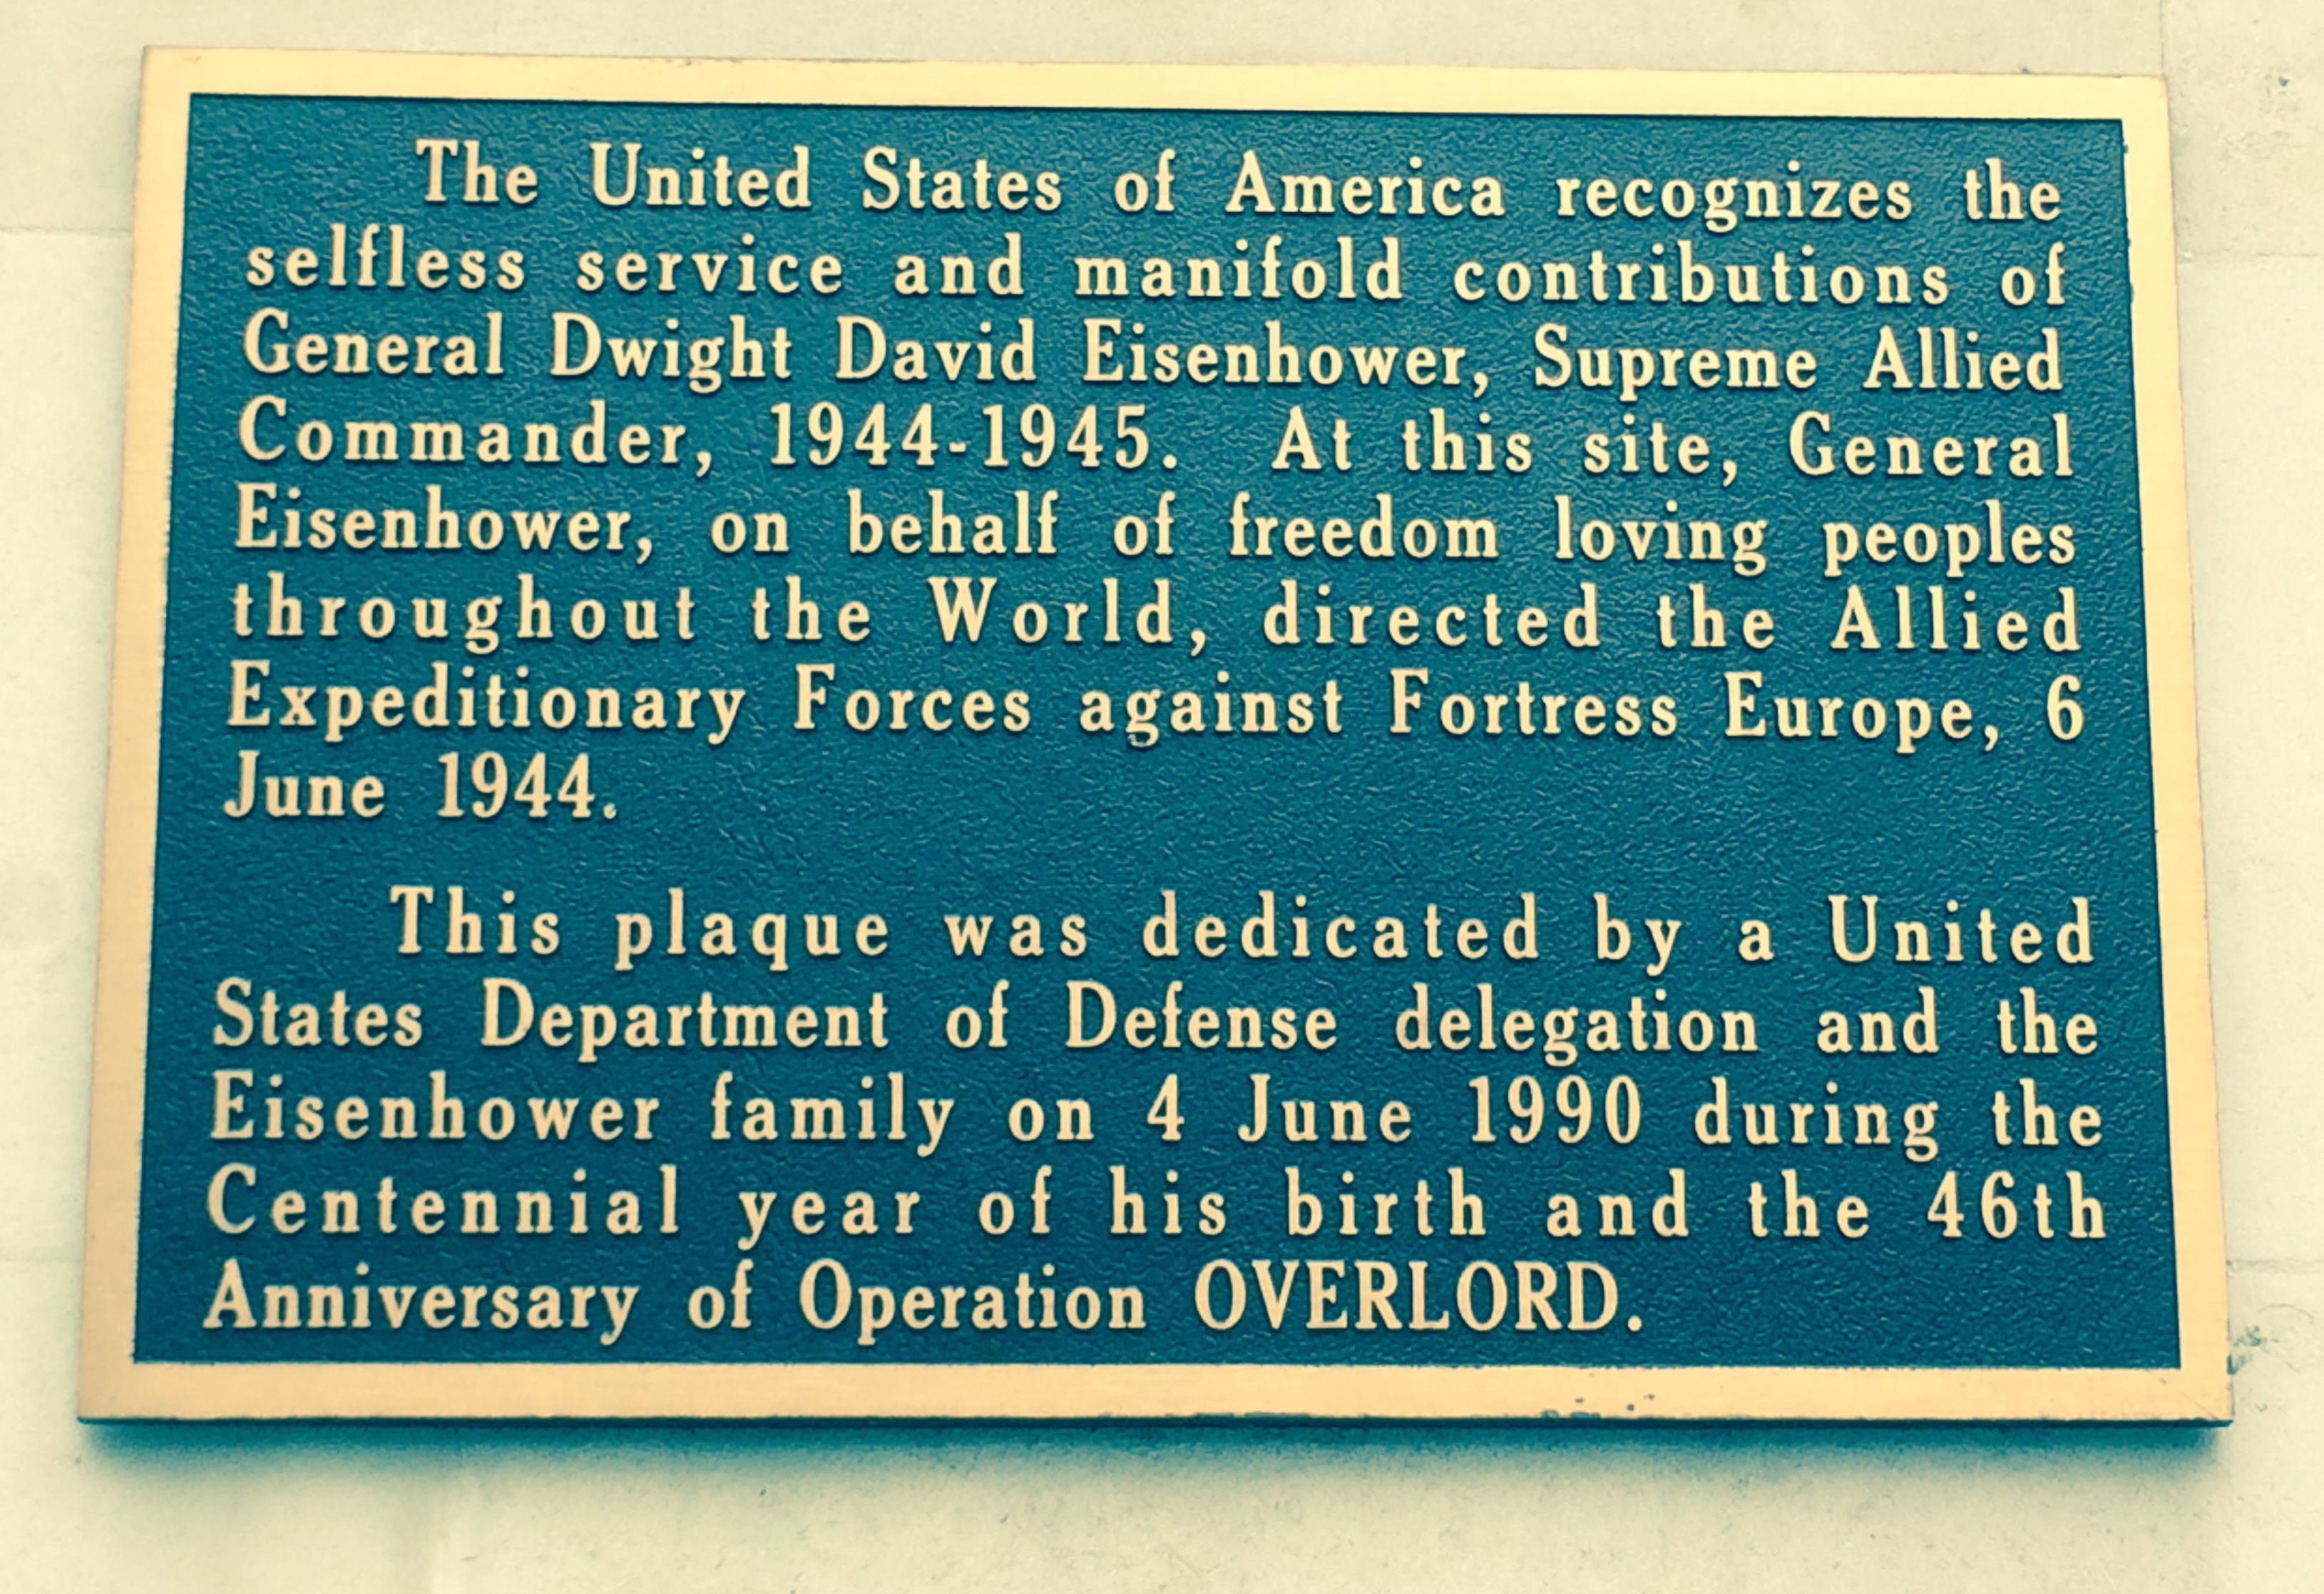 The United States of America recognizes the
selfless service and manifold contributions of
General Dwight David Eisenhower, Supreme Allied
Commander, 1944-1945. At this site, General
Eisenhower, on behalf of freedom loving peoples
throughout the World, directed the Allied
Expeditionary Forces against Fortress Europe, 6
June 1944.
This plaque was dedicated by a United
States Department of Defense delegation and the
Eisenhower family on 4 June 1990 during the
Centennial year of his birth and the 46th
Anniversary of Operation OVERLORD.